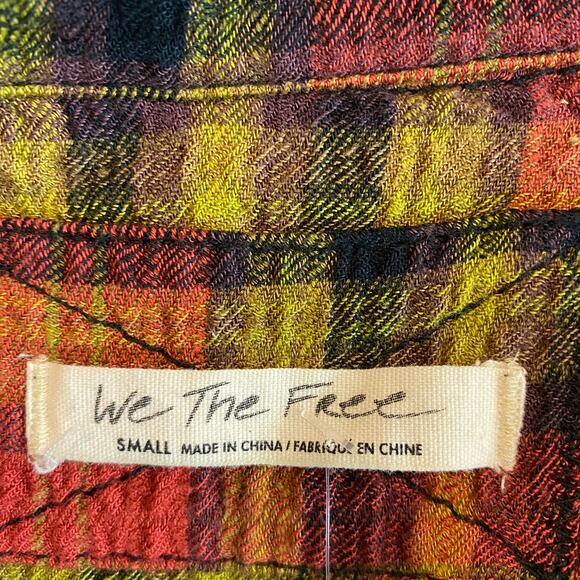 We The Free
SMALL MADE IN CHINA / FABRIQUÉ EN CHINE